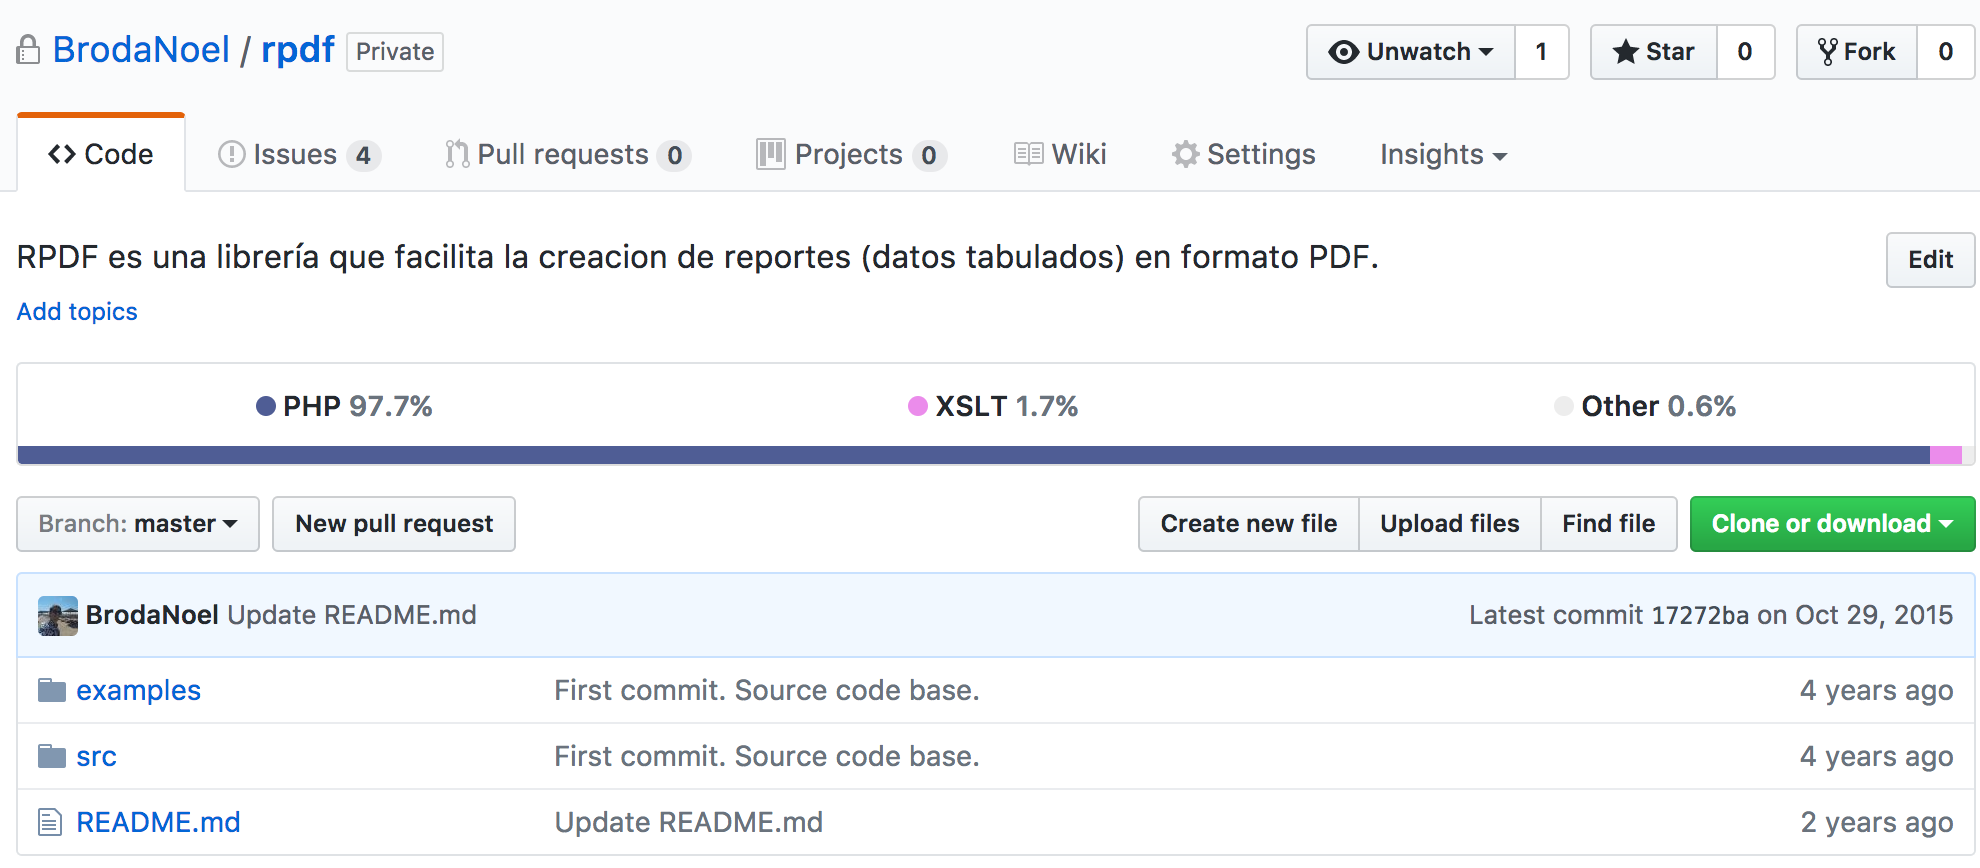 BrodaNoel / rpdf Private Unwatch 1 Star 0 Fork 0
Code Issues 4 Pull requests 0 Projects 0 Wiki Settings Insights
RPDF es una librería que facilita la creacion de reportes (datos tabulados) en formato PDF. Edit
Add topics
PHP 97.7% XSLT 1.7% Other 0.6%
Branch: master New pull request Create new file Upload files Find file Clone or download
BrodaNoel Update README.md Latest commit 17272ba on Oct 29, 2015
examples First commit. Source code base. 4 years ago
src First commit. Source code base. 4 years ago
README.md Update README.md 2 years ago